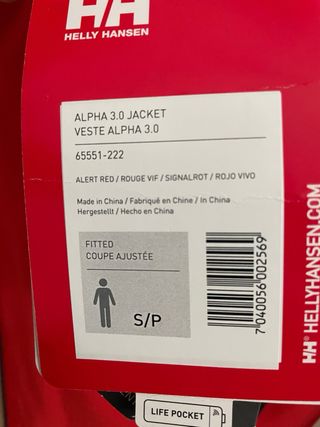 HH
HELLY HANSEN
ALPHA 3.0 JACKET
VESTE ALPHA 3.0
65551-222
ALERT RED / ROUGE VIF / SIGNALROT / ROJO VIVO
Made in China / Fabriqué en Chine / In China
Hergestellt / Hecho en China
FITTED
COUPE AJUSTÉE
S/P
7 040056 002569
HH® HELLYHANSEN.COM
LIFE POCKET